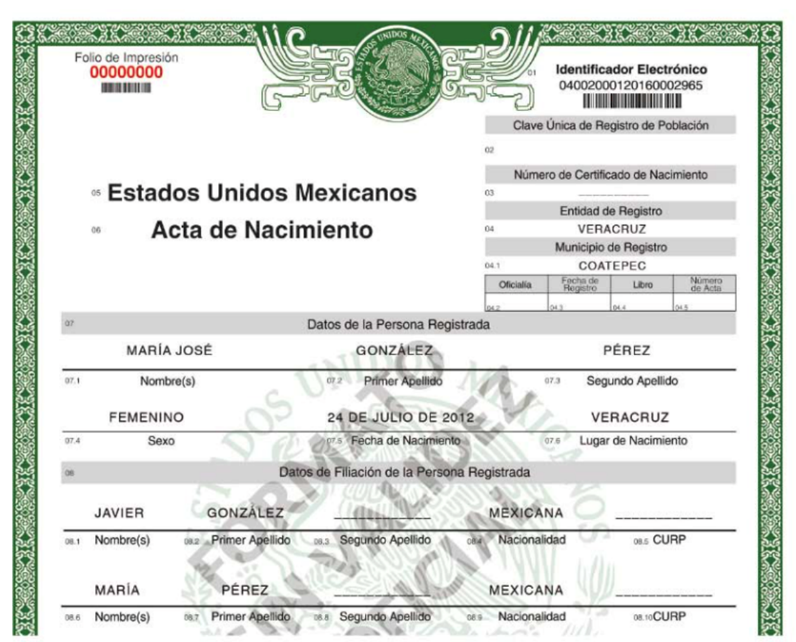 Folio de Impresión
00000000
ESTADOS UNIDOS MEXICANOS
01 Identificador Electrónico
04002000120160002965
Clave Única de Registro de Población
02
Número de Certificado de Nacimiento
03 ____________
Entidad de Registro
04 VERACRUZ
Municipio de Registro
04.1 COATEPEC
Oficialía Fecha de Registro Libro Número de Acta
04.2 04.3 04.4 04.5
05 Estados Unidos Mexicanos
06 Acta de Nacimiento
07 Datos de la Persona Registrada
MARÍA JOSÉ GONZÁLEZ PÉREZ
07.1 Nombre(s) 07.2 Primer Apellido 07.3 Segundo Apellido
FEMENINO 24 DE JULIO DE 2012 VERACRUZ
07.4 Sexo 07.5 Fecha de Nacimiento 07.6 Lugar de Nacimiento
08 Datos de Filiación de la Persona Registrada
JAVIER GONZÁLEZ ____________ MEXICANA ____________
08.1 Nombre(s) 08.2 Primer Apellido 08.3 Segundo Apellido 08.4 Nacionalidad 08.5 CURP
MARÍA PÉREZ ____________ MEXICANA ____________
08.6 Nombre(s) 08.7 Primer Apellido 08.8 Segundo Apellido 08.9 Nacionalidad 08.10 CURP
ESTADOS UNIDOS MEXICANOS
FORMATO
SIN VALIDEZ
OFICIAL